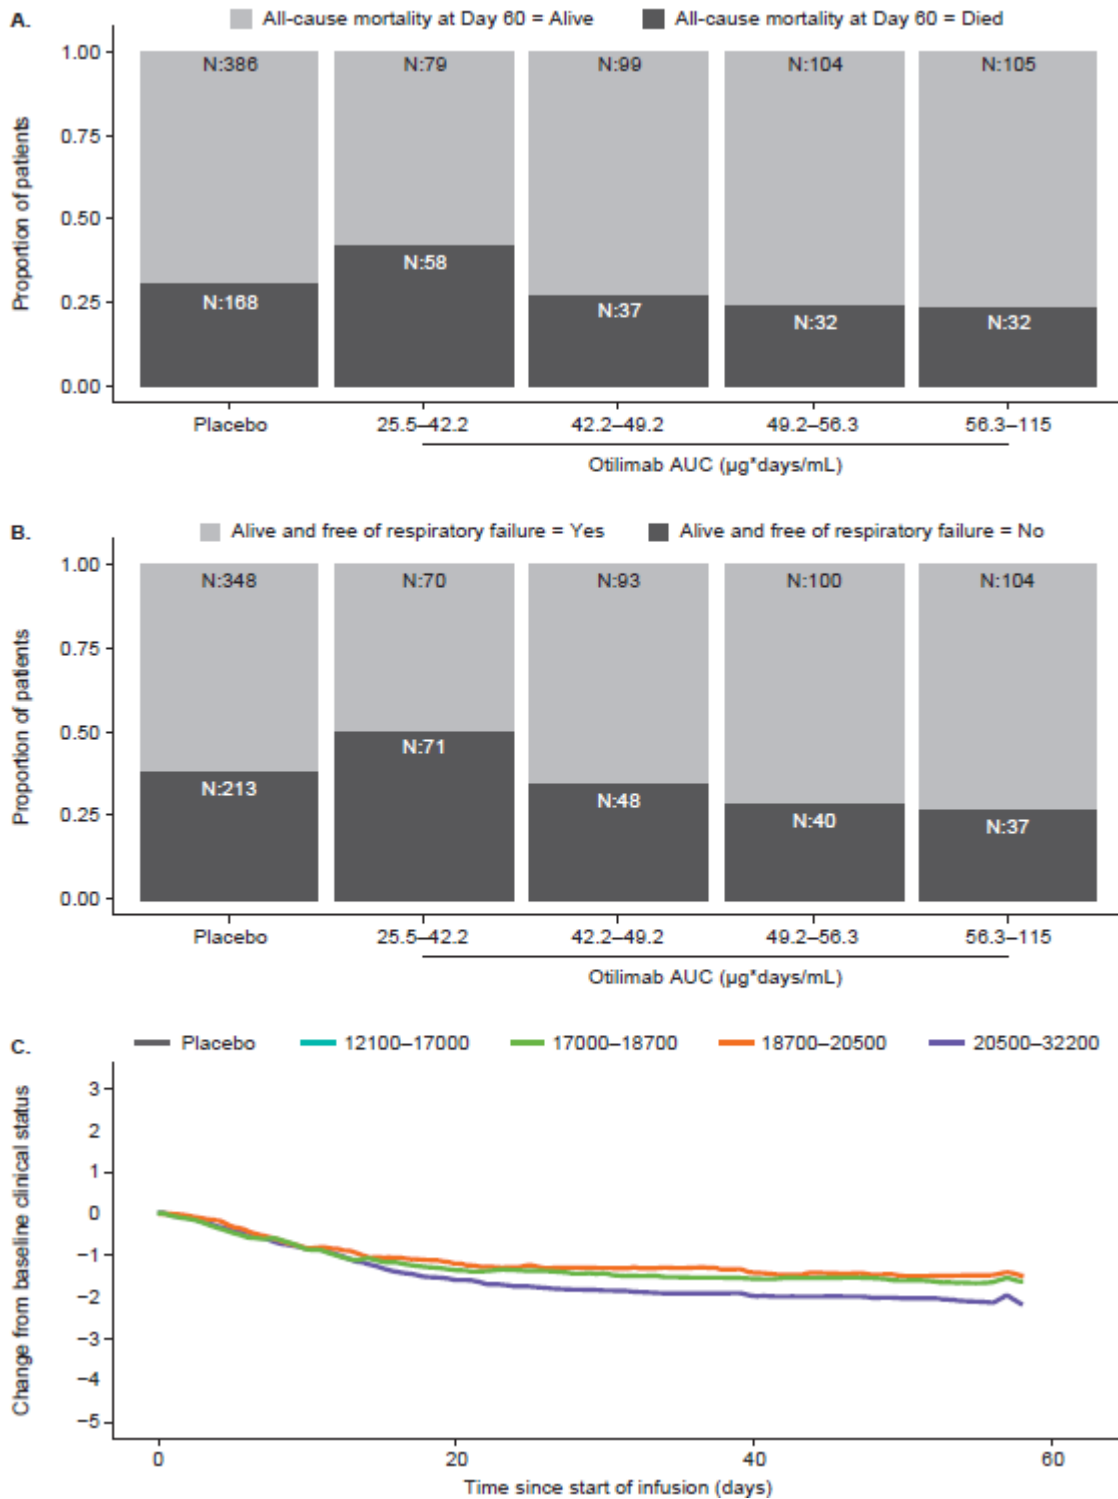 A.
All-cause mortality at Day 60 = Alive
All-cause mortality at Day 60 = Died
Proportion of patients
1.00
0.75
0.50
0.25
0.00
N:386
N:79
N:99
N:104
N:105
N:168
N:58
N:37
N:32
N:32
Placebo
25.5–42.2
42.2–49.2
49.2–56.3
56.3–115
Otilimab AUC (µg*days/mL)
B.
Alive and free of respiratory failure = Yes
Alive and free of respiratory failure = No
Proportion of patients
1.00
0.75
0.50
0.25
0.00
N:348
N:70
N:93
N:100
N:104
N:213
N:71
N:48
N:40
N:37
Placebo
25.5–42.2
42.2–49.2
49.2–56.3
56.3–115
Otilimab AUC (µg*days/mL)
C.
Placebo
12100–17000
17000–18700
18700–20500
20500–32200
Change from baseline clinical status
3
2
1
0
−1
−2
−3
−4
−5
0
20
40
60
Time since start of infusion (days)